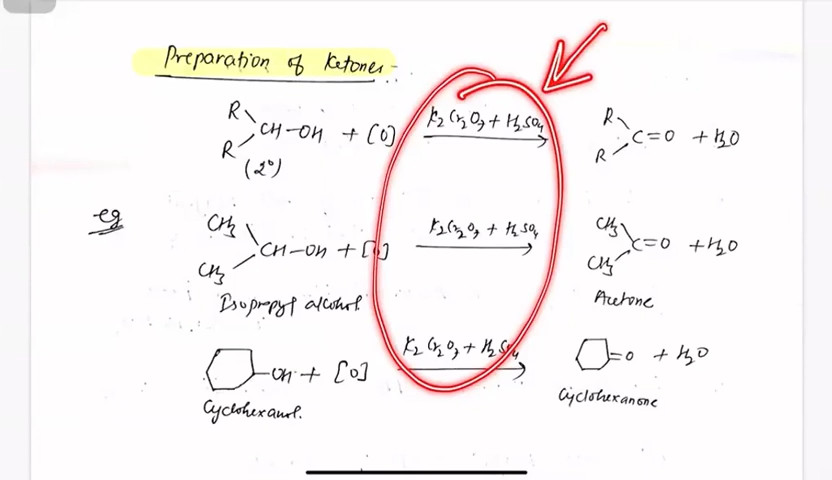 Preparation of Ketones -
R
R CH-OH + [O] K2Cr2O7 + H2SO4 R
R C=O + H2O
(2°)
eg
CH3
CH3 CH-OH + [O] K2Cr2O7 + H2SO4 CH3
CH3 C=O + H2O
Isopropyl alcohol. Acetone
-OH + [O] K2Cr2O7 + H2SO4 =O + H2O
Cyclohexanol. Cyclohexanone